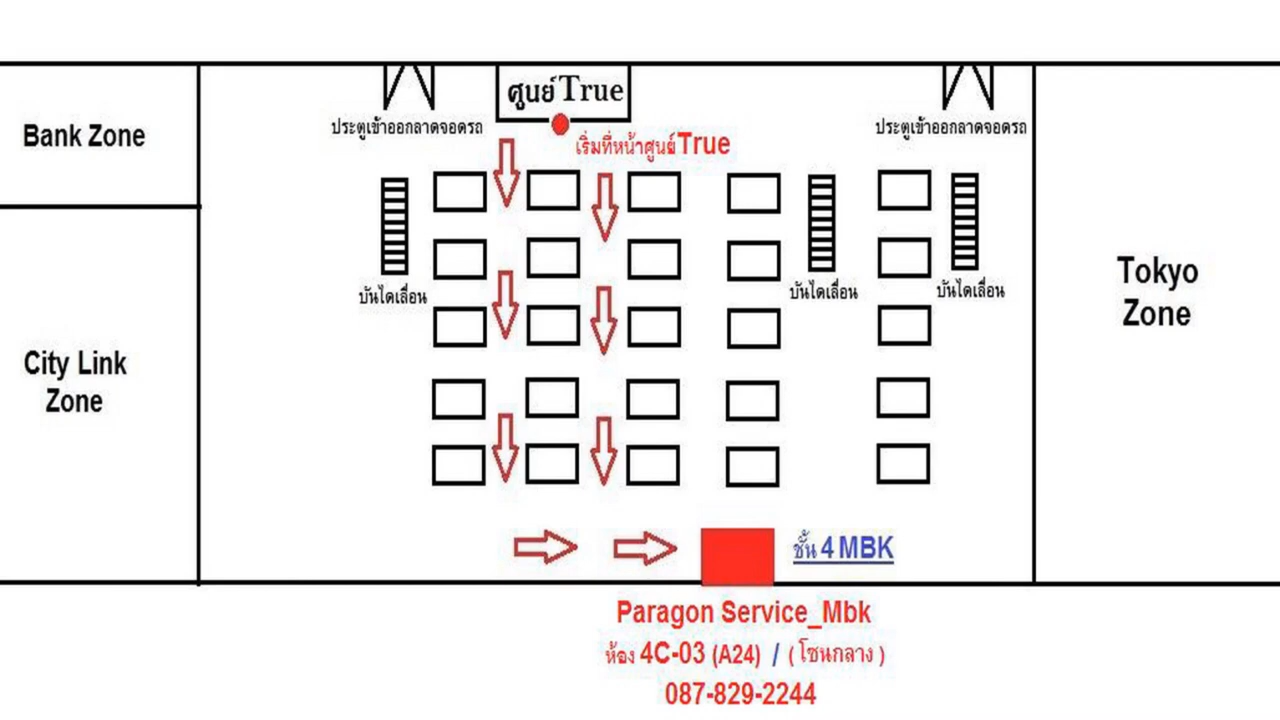 ศูนย์True
ประตูเข้าออกลาดจอดรถ
ประตูเข้าออกลาดจอดรถ
Bank Zone
เริ่มที่หน้าศูนย์True
บันไดเลื่อน
บันไดเลื่อน
บันไดเลื่อน
Tokyo
Zone
City Link
Zone
ชั้น 4 MBK
Paragon Service_Mbk
ห้อง 4C-03 (A24) / (โซนกลาง)
087-829-2244